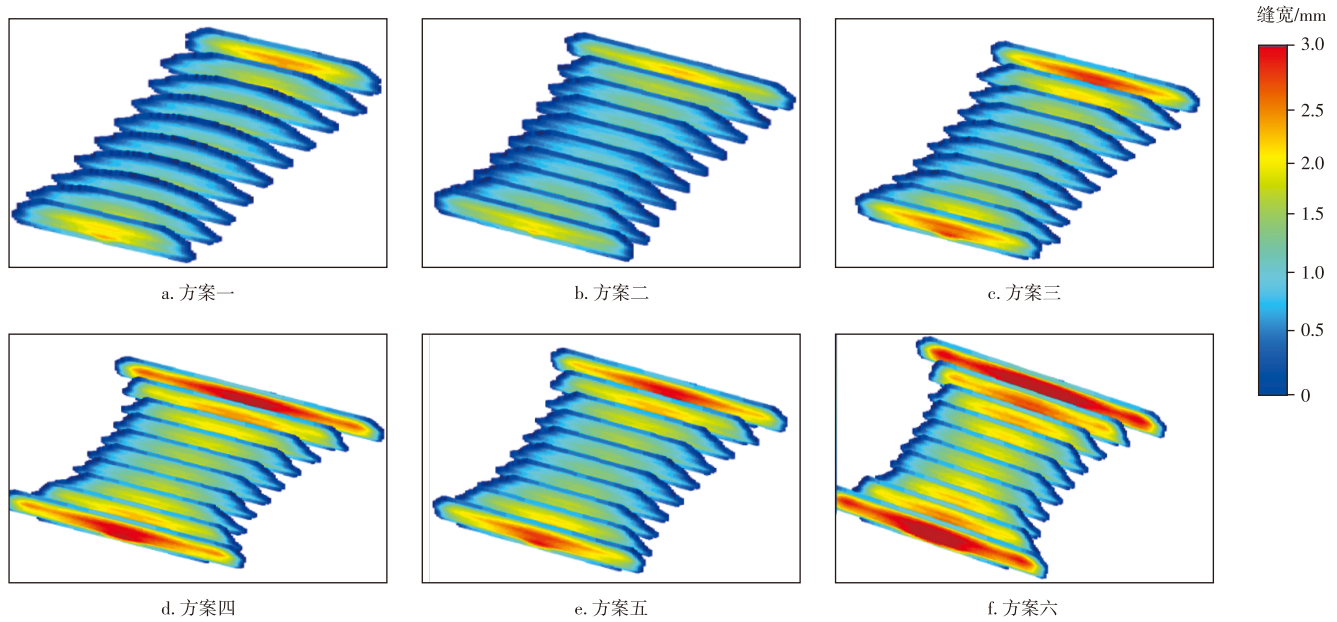 缝宽/mm
3.0
2.5
2.0
1.5
1.0
0.5
0
a. 方案一
b. 方案二
c. 方案三
d. 方案四
e. 方案五
f. 方案六